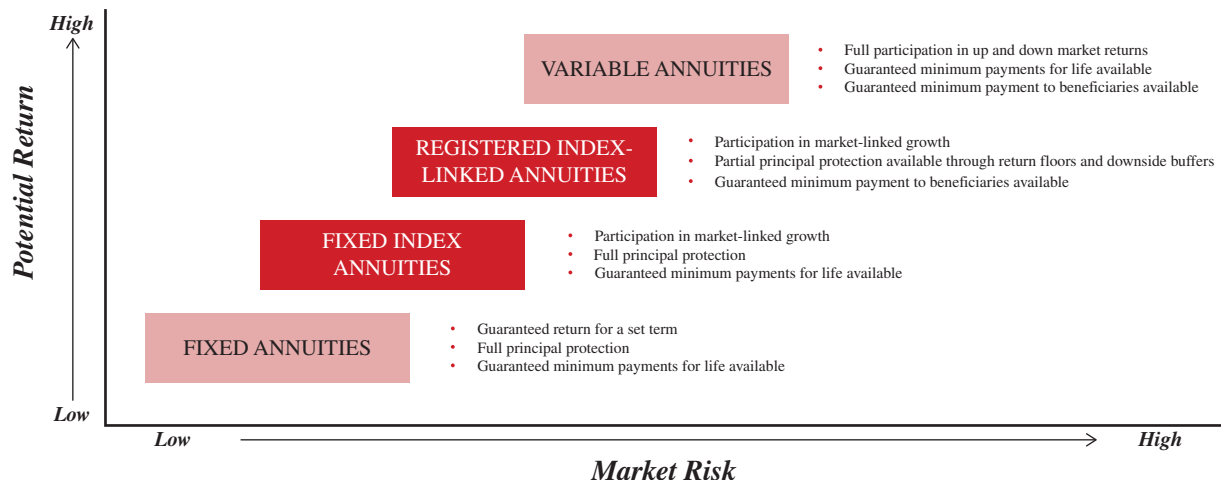 High
VARIABLE ANNUITIES
• Full participation in up and down market returns
• Guaranteed minimum payments for life available
• Guaranteed minimum payment to beneficiaries available
REGISTERED INDEX-
LINKED ANNUITIES
• Participation in market-linked growth
• Partial principal protection available through return floors and downside buffers
• Guaranteed minimum payment to beneficiaries available
Potential Return
FIXED INDEX
ANNUITIES
• Participation in market-linked growth
• Full principal protection
• Guaranteed minimum payments for life available
FIXED ANNUITIES
• Guaranteed return for a set term
• Full principal protection
• Guaranteed minimum payments for life available
Low
Low
High
Market Risk